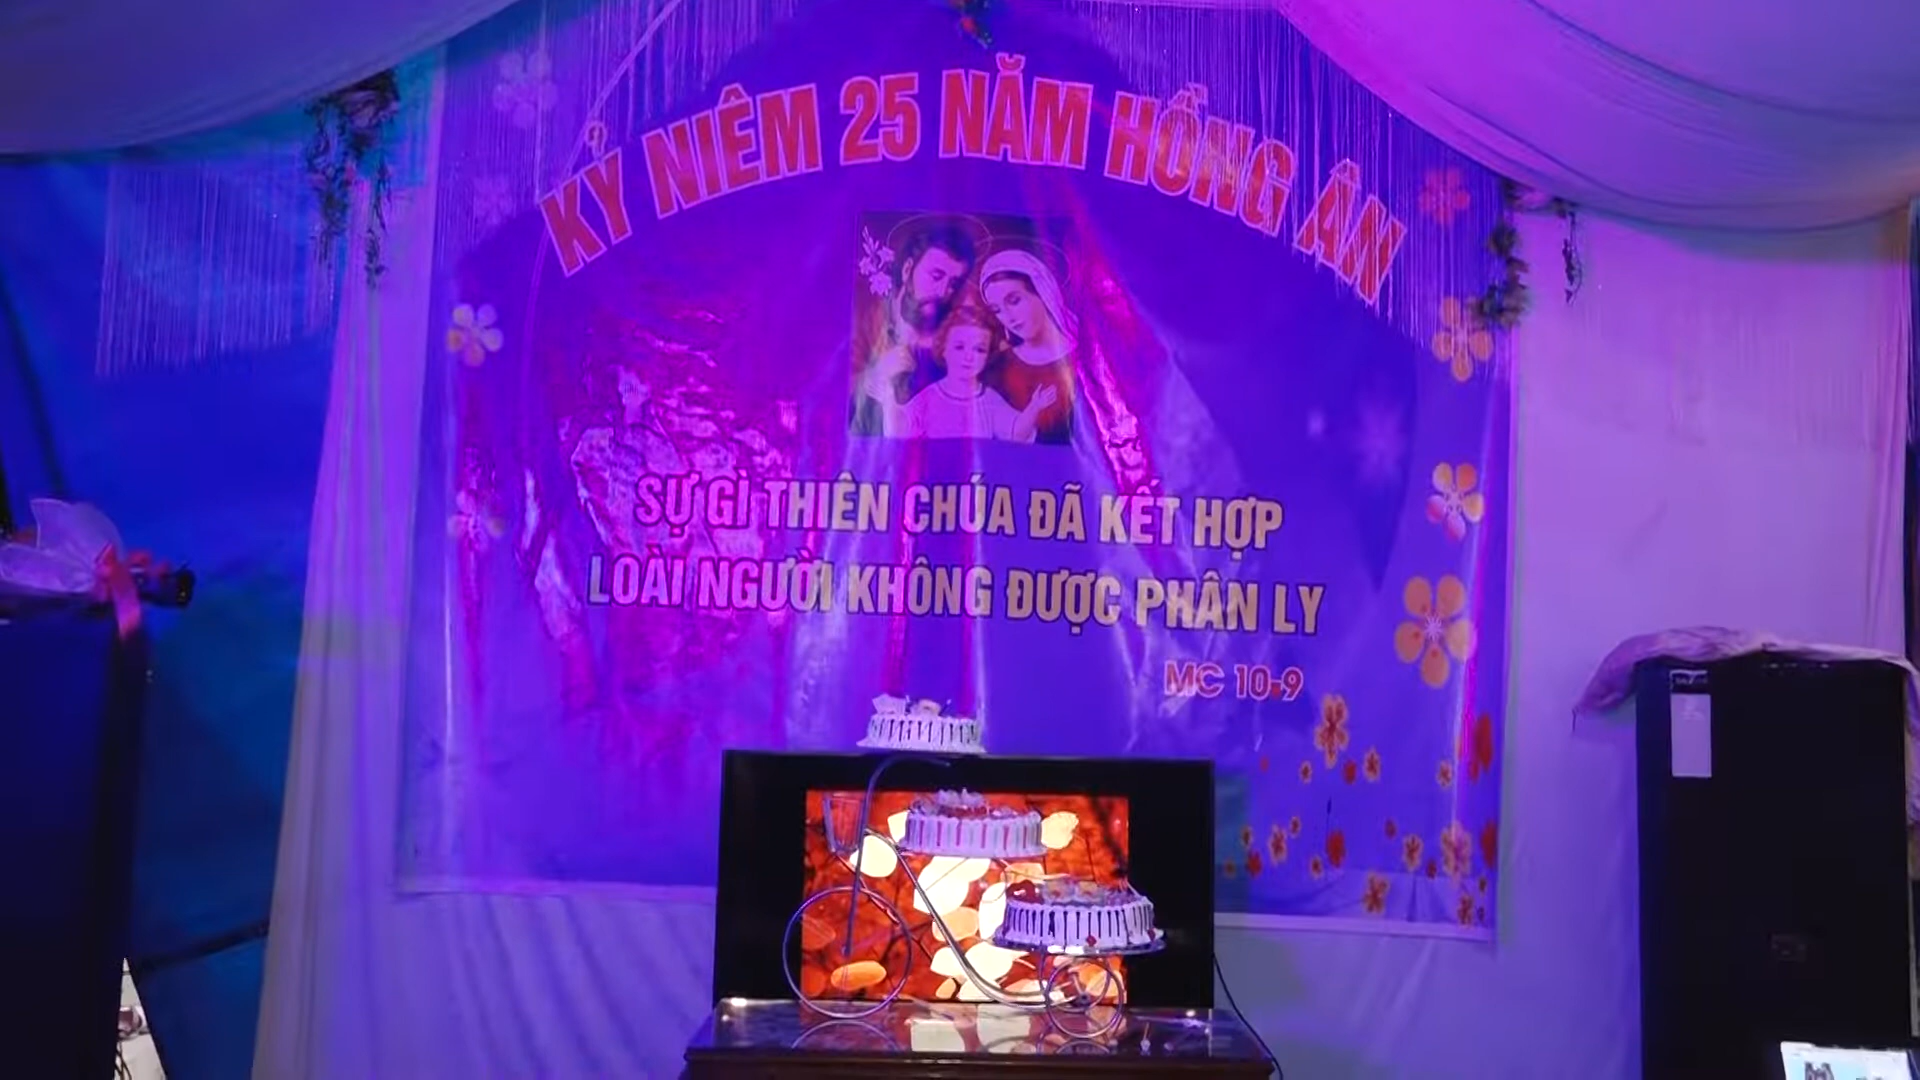 KỶ NIỆM 25 NĂM HỒNG ÂN
SỰ GÌ THIÊN CHÚA ĐÃ KẾT HỢP
LOÀI NGƯỜI KHÔNG ĐƯỢC PHÂN LY
MC 10-9